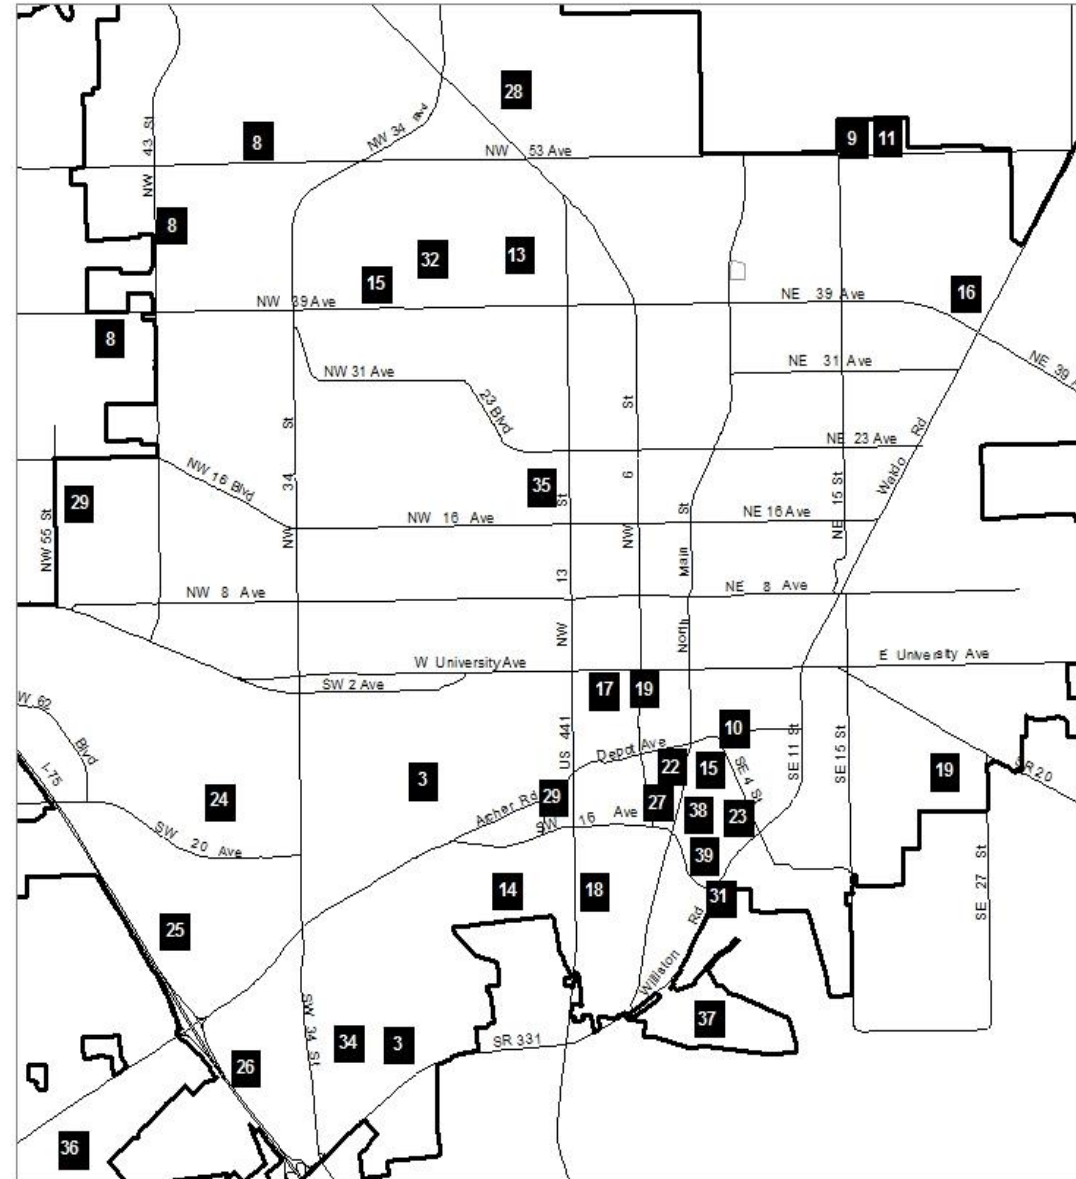 28
NW 34 Blvd
8
NW 53 Ave
9
11
NW 43 St
8
32
13
15
NW 39 Ave
NE 39 Ave
16
8
NW 31 Ave
NE 31 Ave
NE 39 A
23 Blvd
St
St
NE 23 Ave
Rd
Waldo
NW 16 Blvd
34
6
35
29
St
NE 15 St
NW 16 Ave
NE 16 Ave
St
NW 55 St
NW
NW
Main
13
NW 8 Ave
NE 8 Ave
NW
North
W University Ave
E University Ave
SW 2 Ave
17
19
W 62
Blvd
I-75
US 441
Depot Ave
10
SE 11 St
SE 15 St
SR 20
3
22
15
SE 4 St
19
24
29
27
38
23
Archer Rd
SW 16 Ave
SW 20 Ave
39
14
18
31
SE 27 St
25
Rd
Williston
37
SW 34 St
34
3
SR 331
26
36